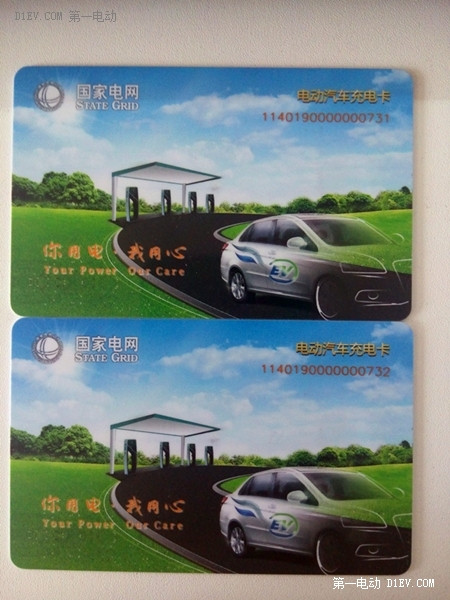 D1EV.COM 第一电动
国家电网
STATE GRID
电动汽车充电卡
1140190000000731
你用电·我用心
Your Power Our Care
EV
国家电网
STATE GRID
电动汽车充电卡
1140190000000732
你用电·我用心
Your Power Our Care
EV
第一电动 D1EV.COM